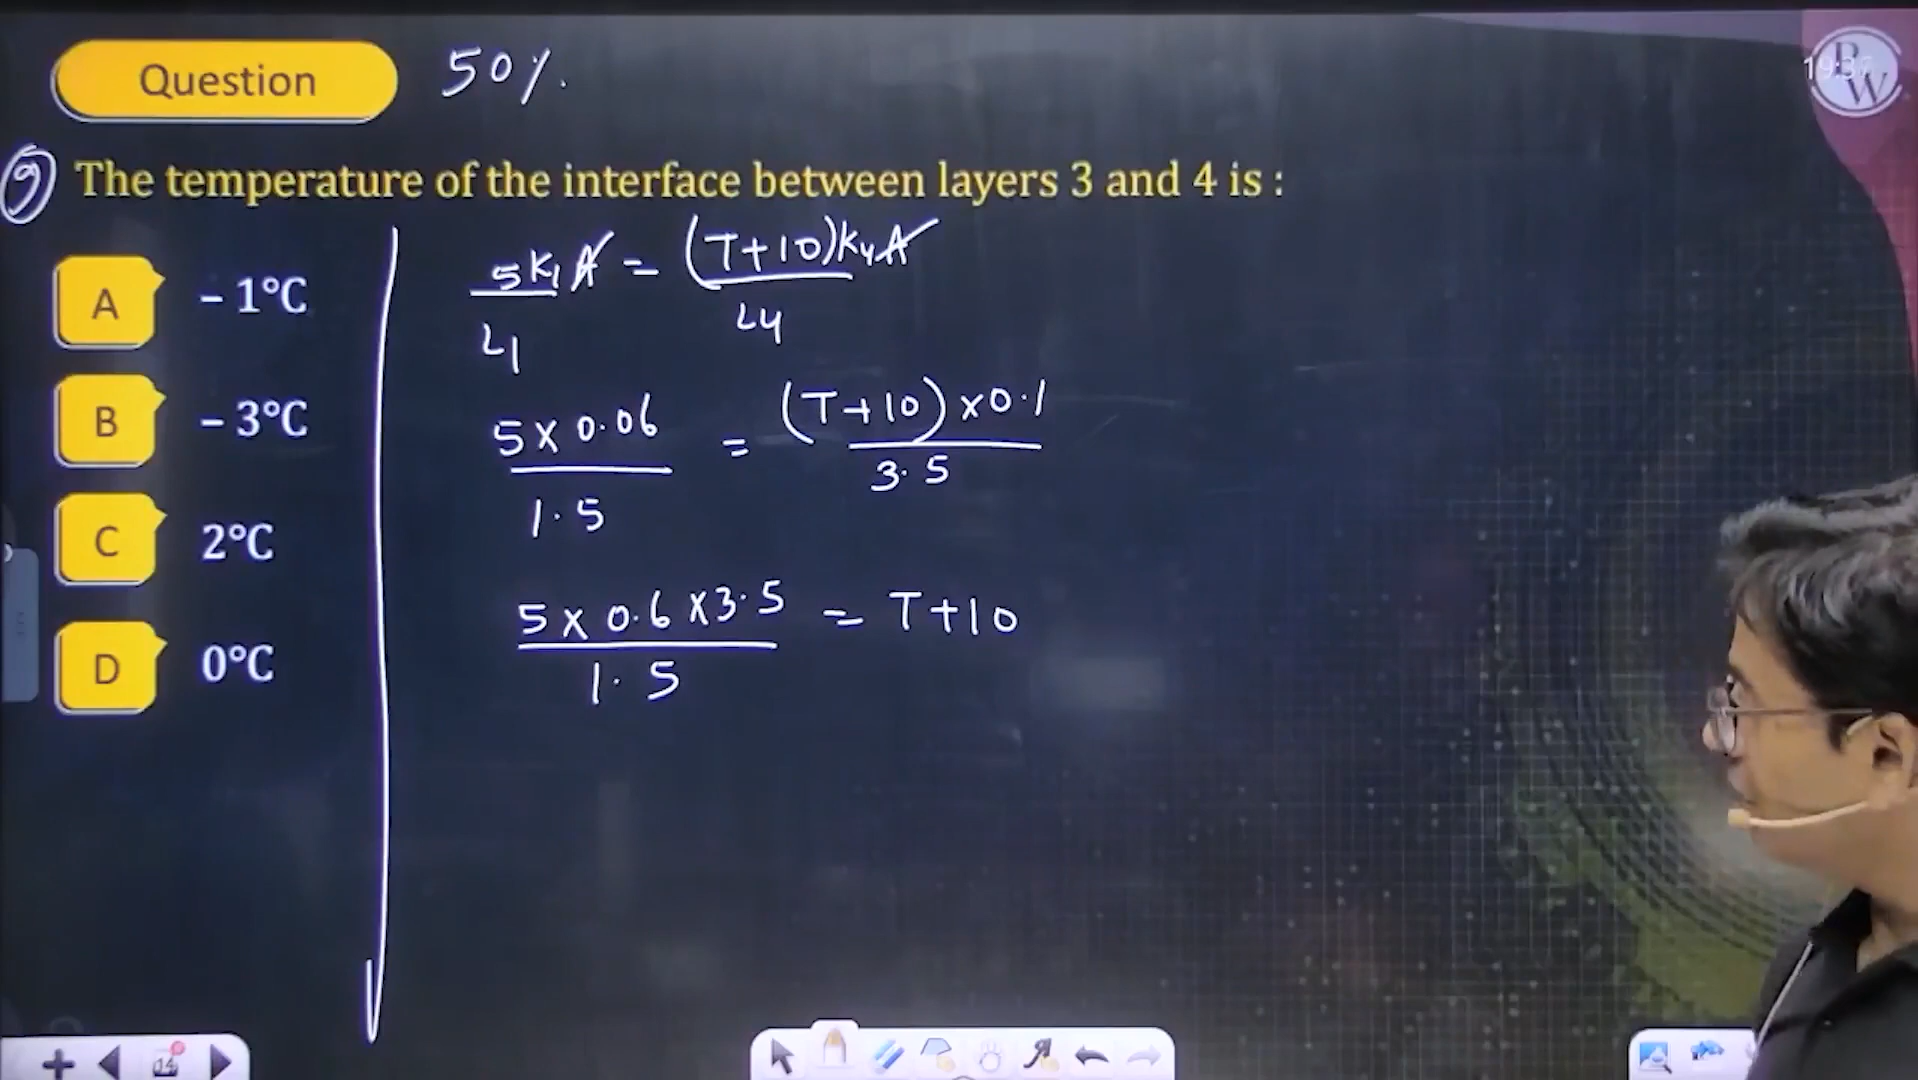 Question 50%.
9 The temperature of the interface between layers 3 and 4 is :
A – 1°C
B – 3°C
C 2°C
D 0°C
5K₁A/L₁ = (T+10)K₄A/L₄
5×0.06/1.5 = (T+10)×0.1/3.5
5×0.6×3.5/1.5 = T+10
PW
14